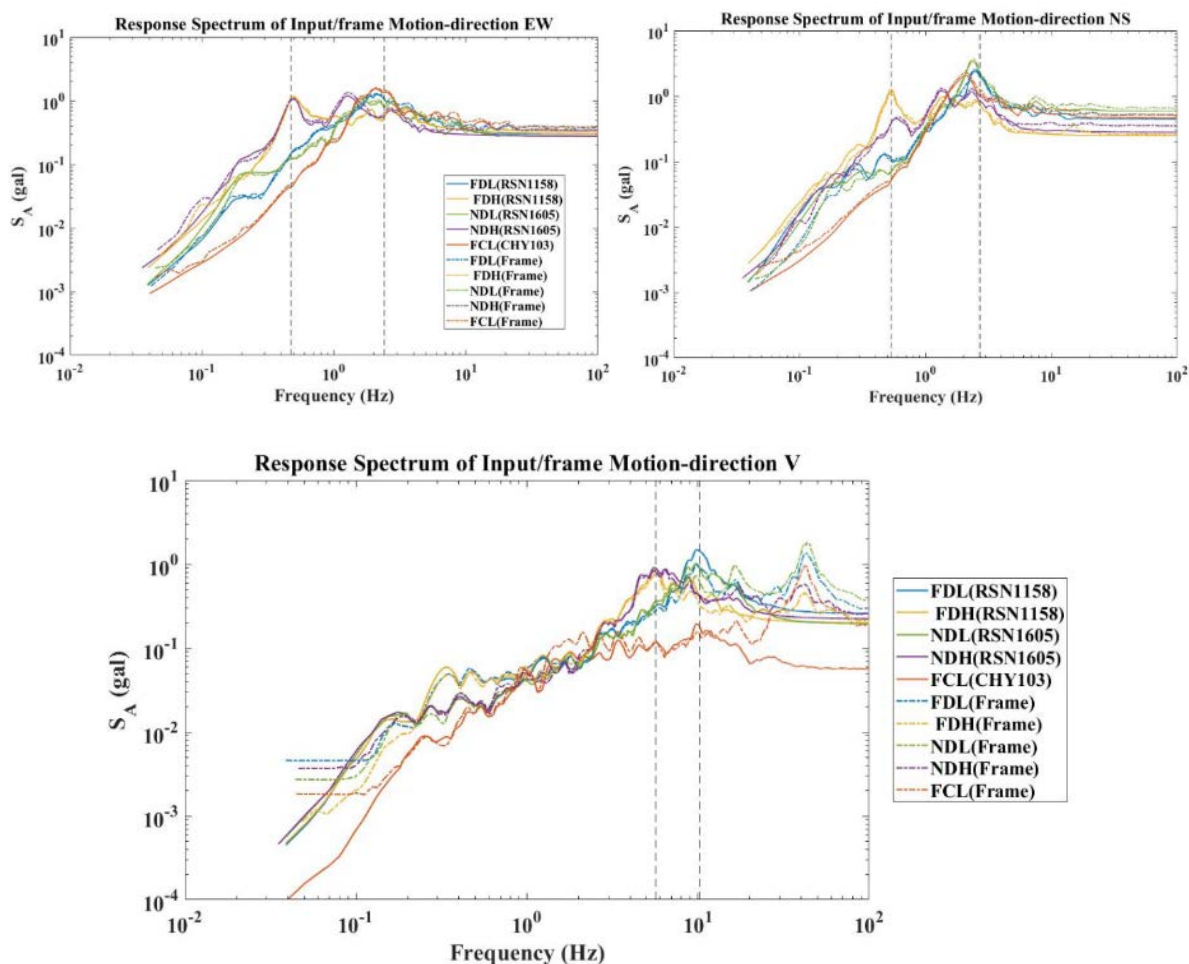 Response Spectrum of Input/frame Motion-direction EW
10^1
10^0
10^-1
10^-2
10^-3
10^-4
S_A (gal)
FDL(RSN1158)
FDH(RSN1158)
NDL(RSN1605)
NDH(RSN1605)
FCL(CHY103)
FDL(Frame)
FDH(Frame)
NDL(Frame)
NDH(Frame)
FCL(Frame)
10^-2 10^-1 10^0 10^1 10^2
Frequency (Hz)
Response Spectrum of Input/frame Motion-direction NS
10^1
10^0
10^-1
10^-2
10^-3
10^-4
S_A (gal)
10^-2 10^-1 10^0 10^1 10^2
Frequency (Hz)
Response Spectrum of Input/frame Motion-direction V
10^1
10^0
10^-1
10^-2
10^-3
10^-4
S_A (gal)
10^-2 10^-1 10^0 10^1 10^2
Frequency (Hz)
FDL(RSN1158)
FDH(RSN1158)
NDL(RSN1605)
NDH(RSN1605)
FCL(CHY103)
FDL(Frame)
FDH(Frame)
NDL(Frame)
NDH(Frame)
FCL(Frame)